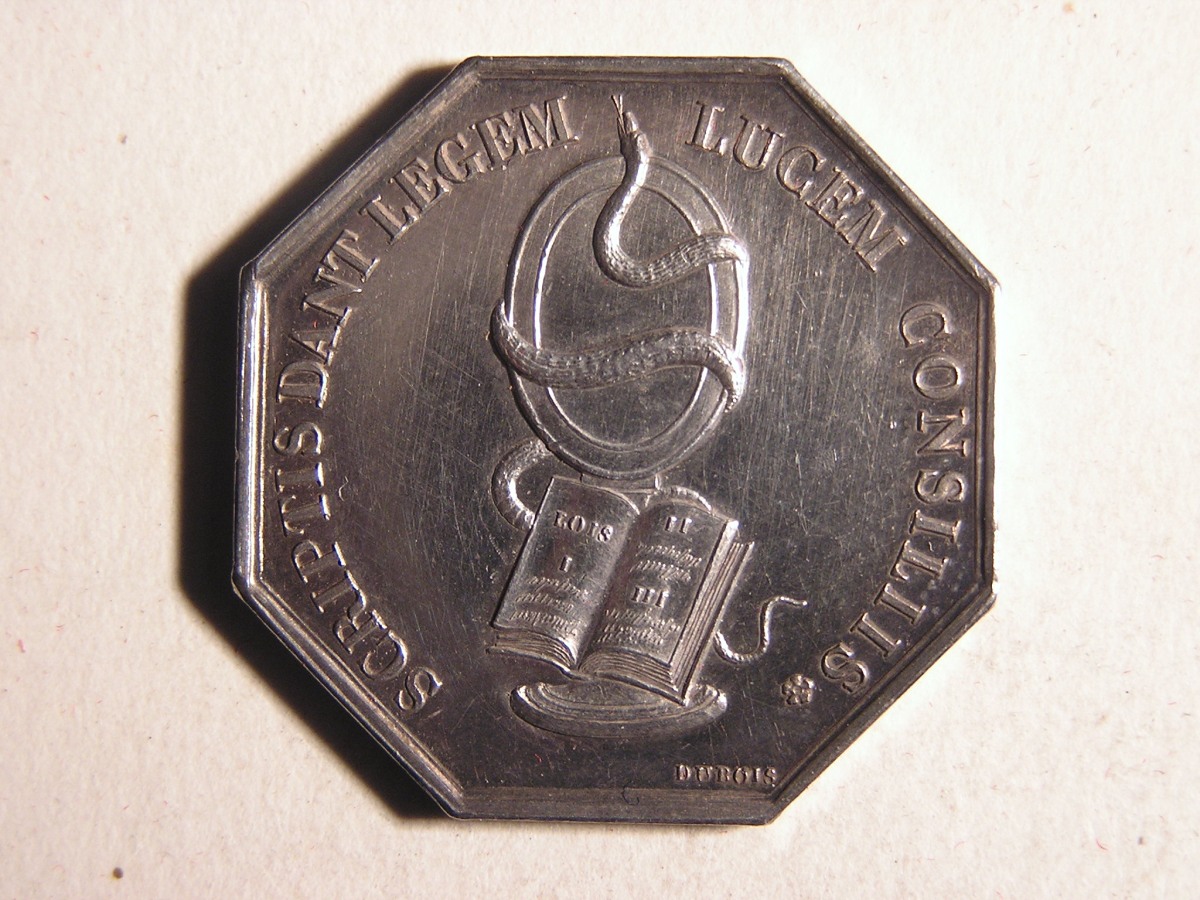 SCRIPTIS DANT LEGEM LUCEM CONSILIIS
LOIS
I
II
III
DUBOIS